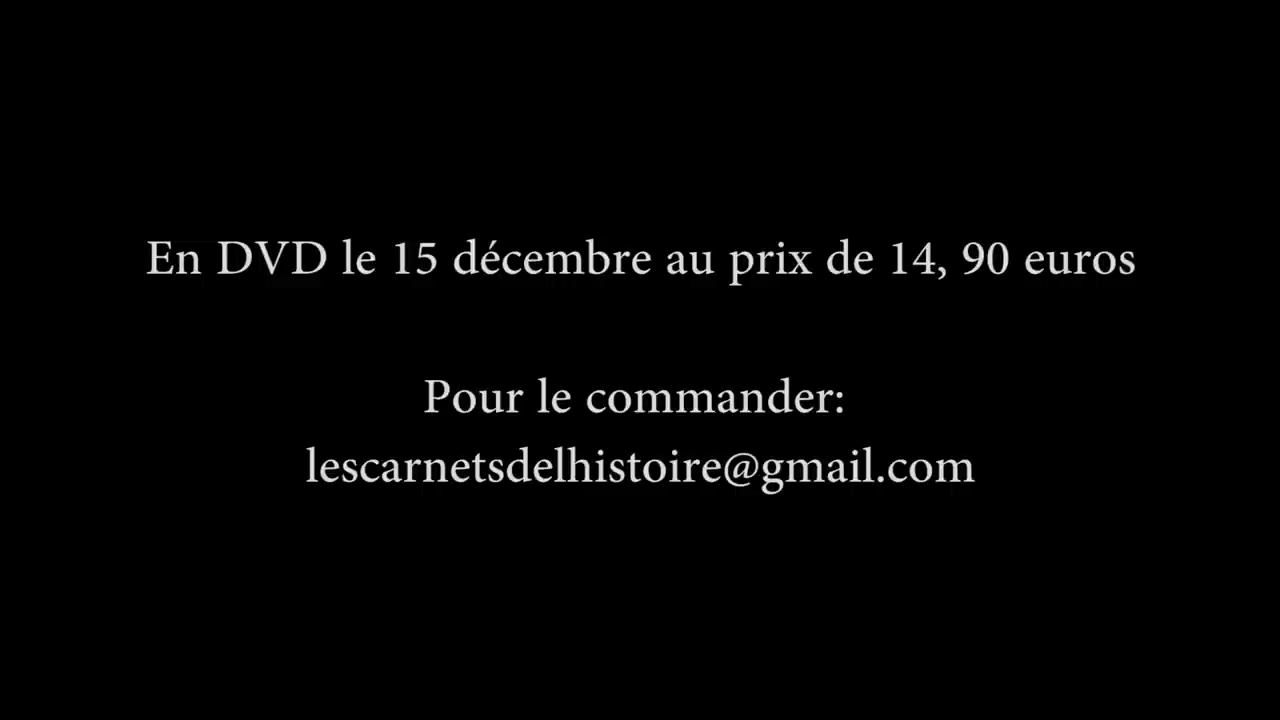 En DVD le 15 décembre au prix de 14, 90 euros
Pour le commander:
lescarnetsdelhistoire@gmail.com